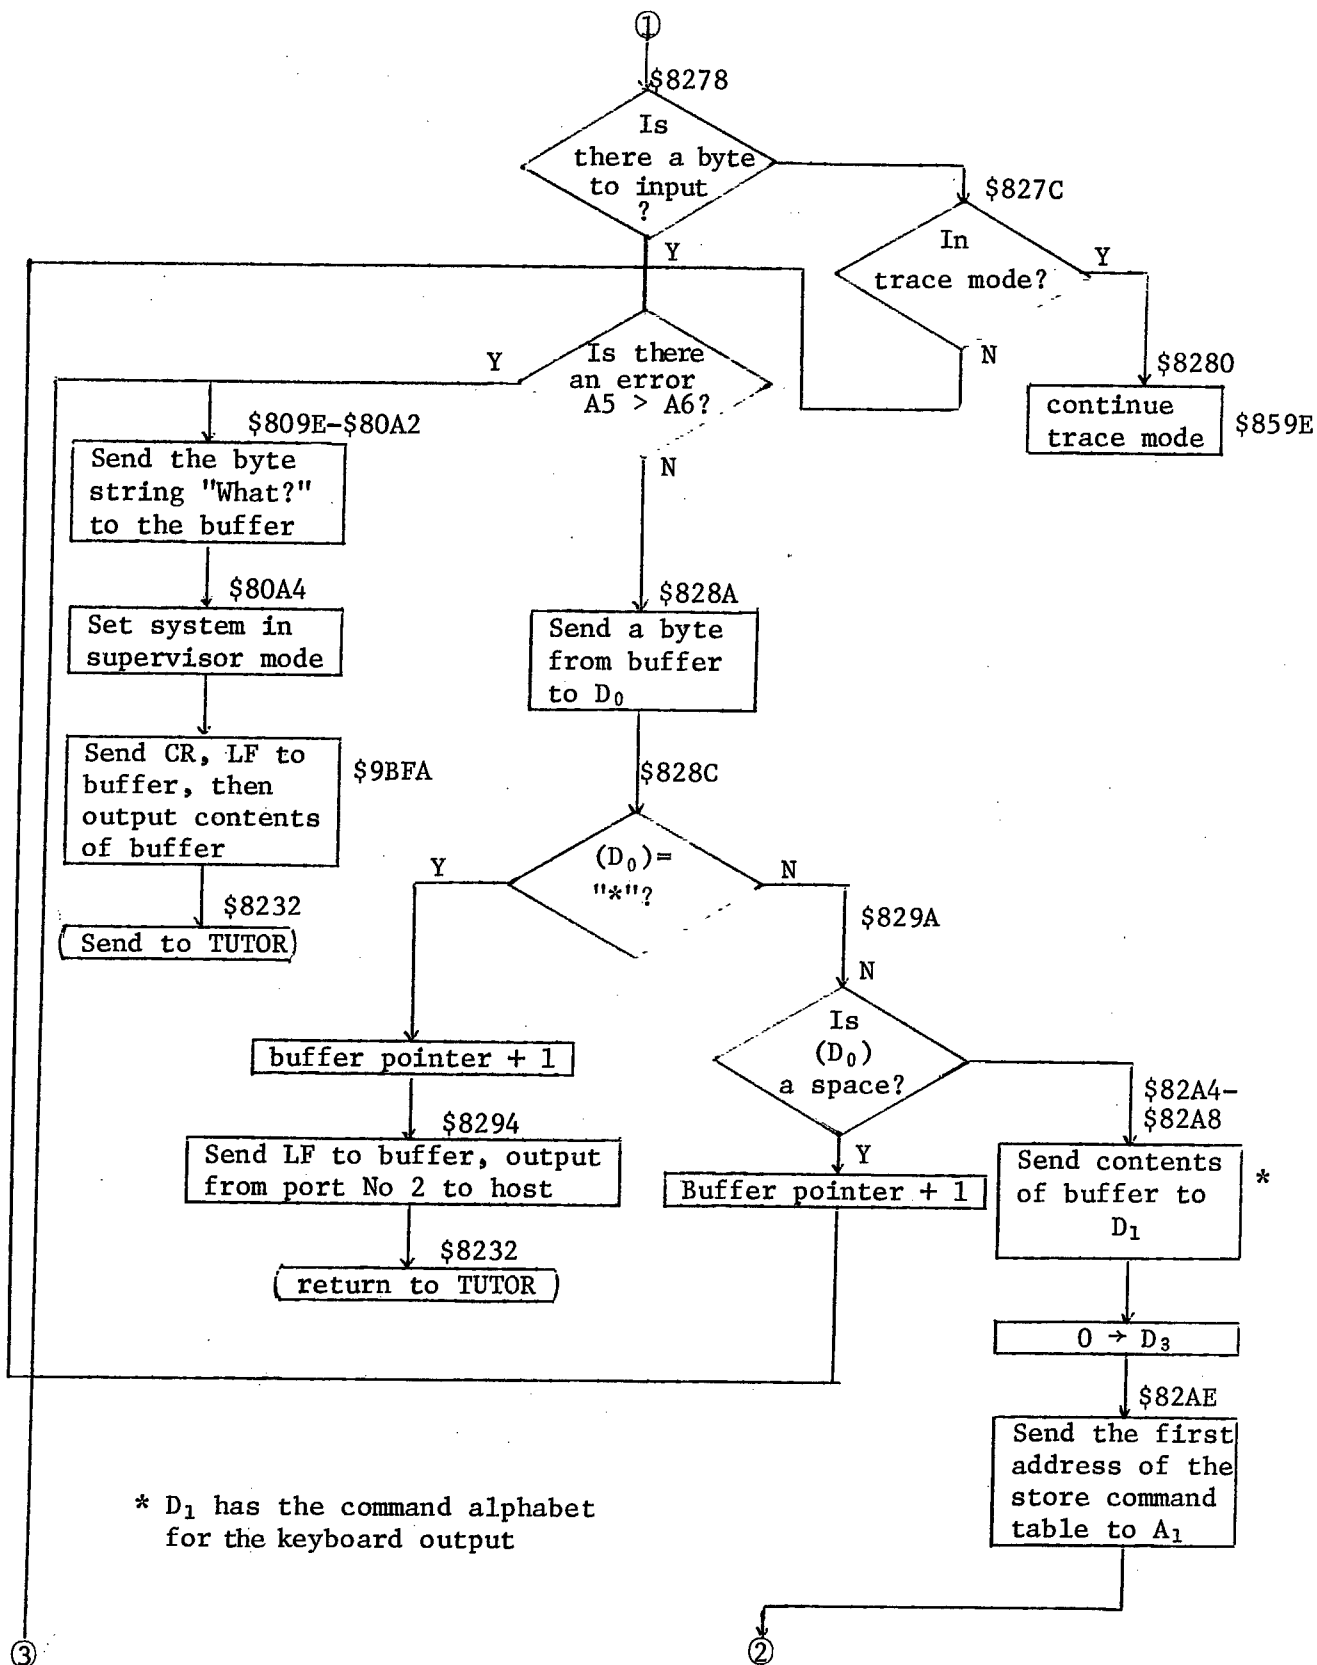 ①
$8278
Is
there a byte
to input
?
$827C
Y
In
trace mode?
Y
N
$8280
continue
trace mode
$859E
Is there
an error
A5 > A6?
Y
N
$809E-$80A2
Send the byte
string "What?"
to the buffer
$80A4
Set system in
supervisor mode
Send CR, LF to
buffer, then
output contents
of buffer
$9BFA
$8232
Send to TUTOR
$828A
Send a byte
from buffer
to D₀
$828C
(D₀)=
"*"?
Y
N
$829A
N
Is
(D₀)
a space?
Y
buffer pointer + 1
$8294
Send LF to buffer, output
from port No 2 to host
$8232
return to TUTOR
Buffer pointer + 1
$82A4-
$82A8
Send contents
of buffer to
D₁
*
0 → D₃
$82AE
Send the first
address of the
store command
table to A₁
* D₁ has the command alphabet
for the keyboard output
③
②